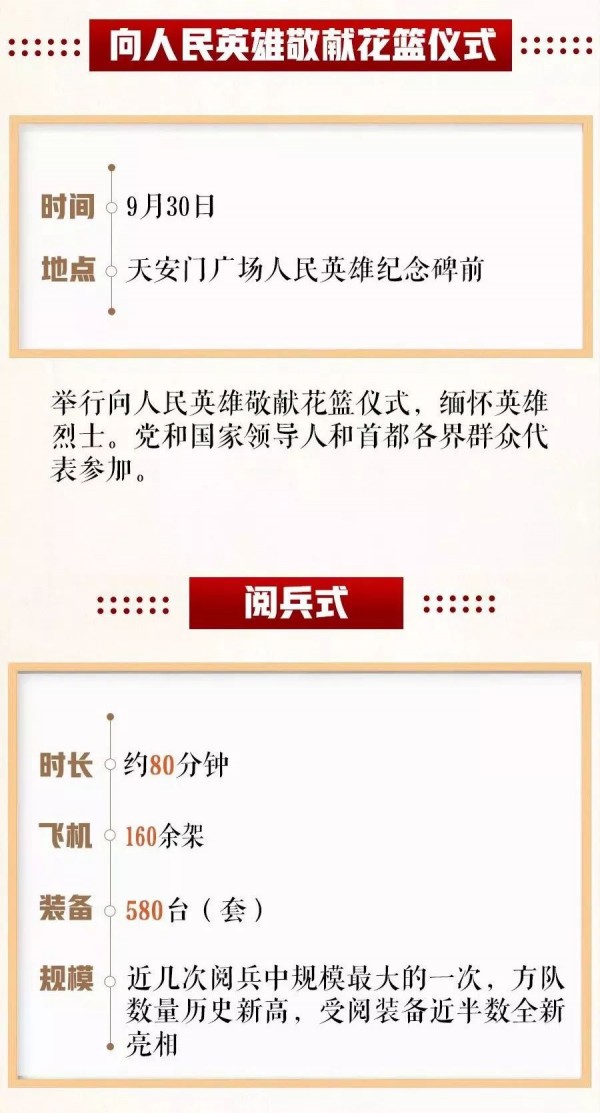 向人民英雄敬献花篮仪式
时间 9月30日
地点 天安门广场人民英雄纪念碑前
举行向人民英雄敬献花篮仪式，缅怀英雄
烈士。党和国家领导人和首都各界群众代
表参加。
阅兵式
时长 约80分钟
飞机 160余架
装备 580台（套）
规模 近几次阅兵中规模最大的一次，方队
数量历史新高，受阅装备近半数全新
亮相